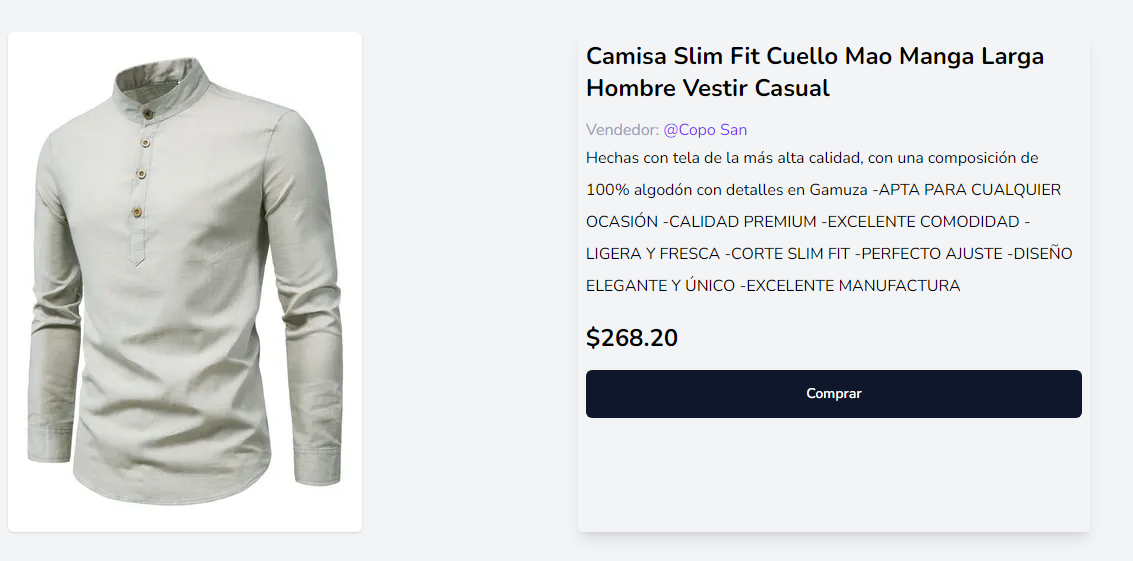 Camisa Slim Fit Cuello Mao Manga Larga
Hombre Vestir Casual
Vendedor: @Copo San
Hechas con tela de la más alta calidad, con una composición de
100% algodón con detalles en Gamuza -APTA PARA CUALQUIER
OCASIÓN -CALIDAD PREMIUM -EXCELENTE COMODIDAD -
LIGERA Y FRESCA -CORTE SLIM FIT -PERFECTO AJUSTE -DISEÑO
ELEGANTE Y ÚNICO -EXCELENTE MANUFACTURA
$268.20
Comprar